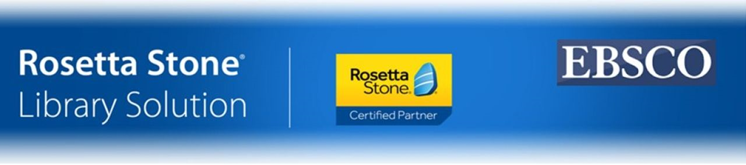 Rosetta Stone®
Library Solution
Rosetta
Stone®
Certified Partner
EBSCO